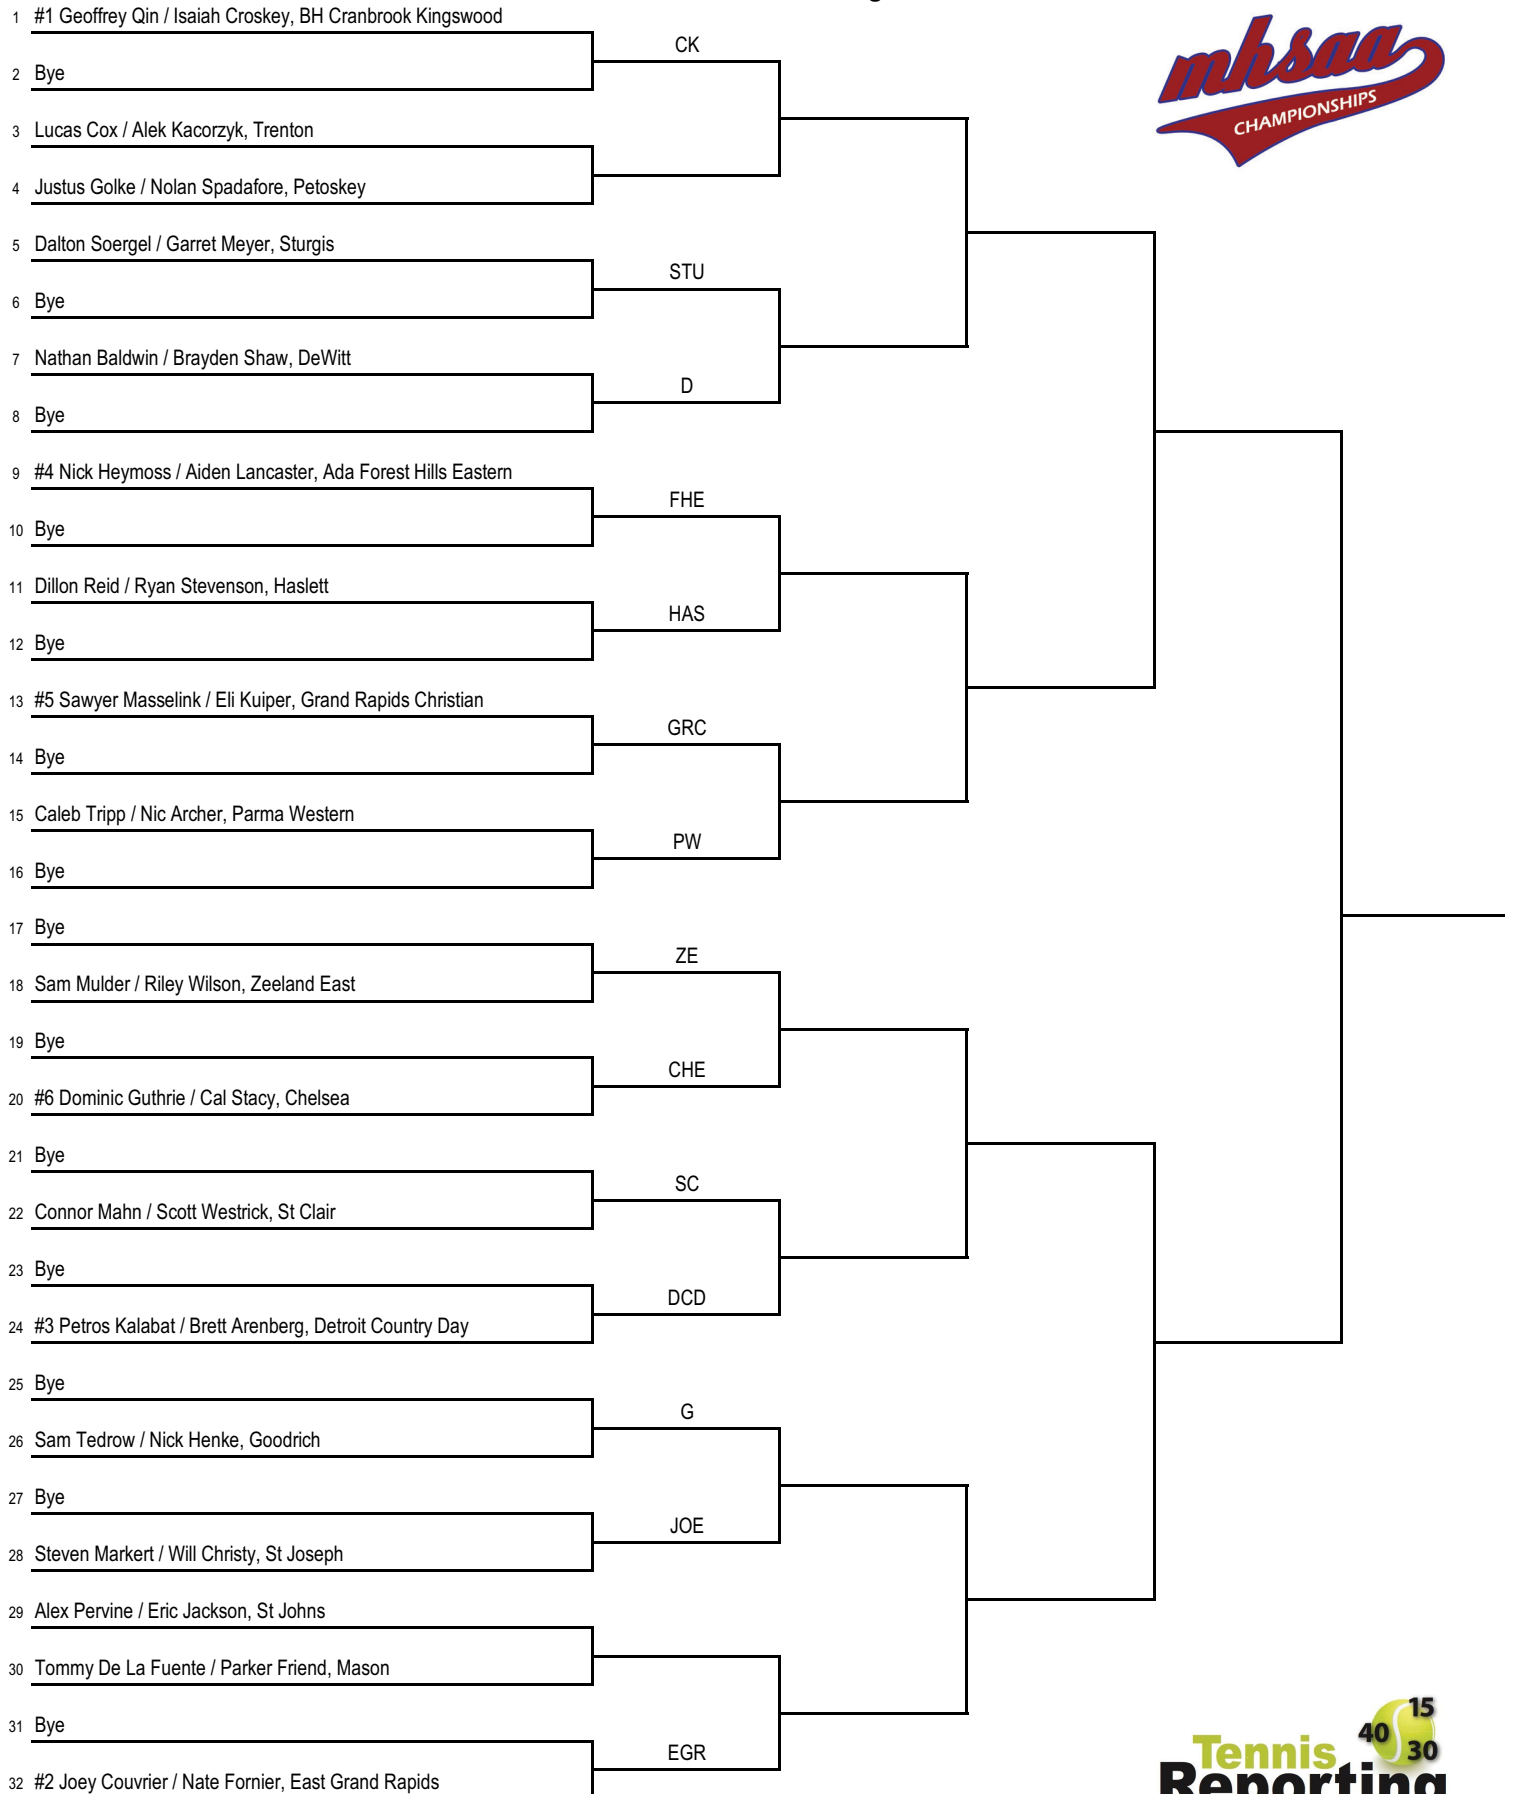 1 #1 Geoffrey Qin / Isaiah Croskey, BH Cranbrook Kingswood
CK
2 Bye
3 Lucas Cox / Alek Kacorzyk, Trenton
4 Justus Golke / Nolan Spadafore, Petoskey
5 Dalton Soergel / Garret Meyer, Sturgis
STU
6 Bye
7 Nathan Baldwin / Brayden Shaw, DeWitt
D
8 Bye
9 #4 Nick Heymoss / Aiden Lancaster, Ada Forest Hills Eastern
FHE
10 Bye
11 Dillon Reid / Ryan Stevenson, Haslett
HAS
12 Bye
13 #5 Sawyer Masselink / Eli Kuiper, Grand Rapids Christian
GRC
14 Bye
15 Caleb Tripp / Nic Archer, Parma Western
PW
16 Bye
17 Bye
ZE
18 Sam Mulder / Riley Wilson, Zeeland East
19 Bye
CHE
20 #6 Dominic Guthrie / Cal Stacy, Chelsea
21 Bye
SC
22 Connor Mahn / Scott Westrick, St Clair
23 Bye
DCD
24 #3 Petros Kalabat / Brett Arenberg, Detroit Country Day
25 Bye
G
26 Sam Tedrow / Nick Henke, Goodrich
27 Bye
JOE
28 Steven Markert / Will Christy, St Joseph
29 Alex Pervine / Eric Jackson, St Johns
30 Tommy De La Fuente / Parker Friend, Mason
31 Bye
EGR
32 #2 Joey Couvrier / Nate Fornier, East Grand Rapids
mhsaa
CHAMPIONSHIPS
15
40
30
Tennis
Reporting